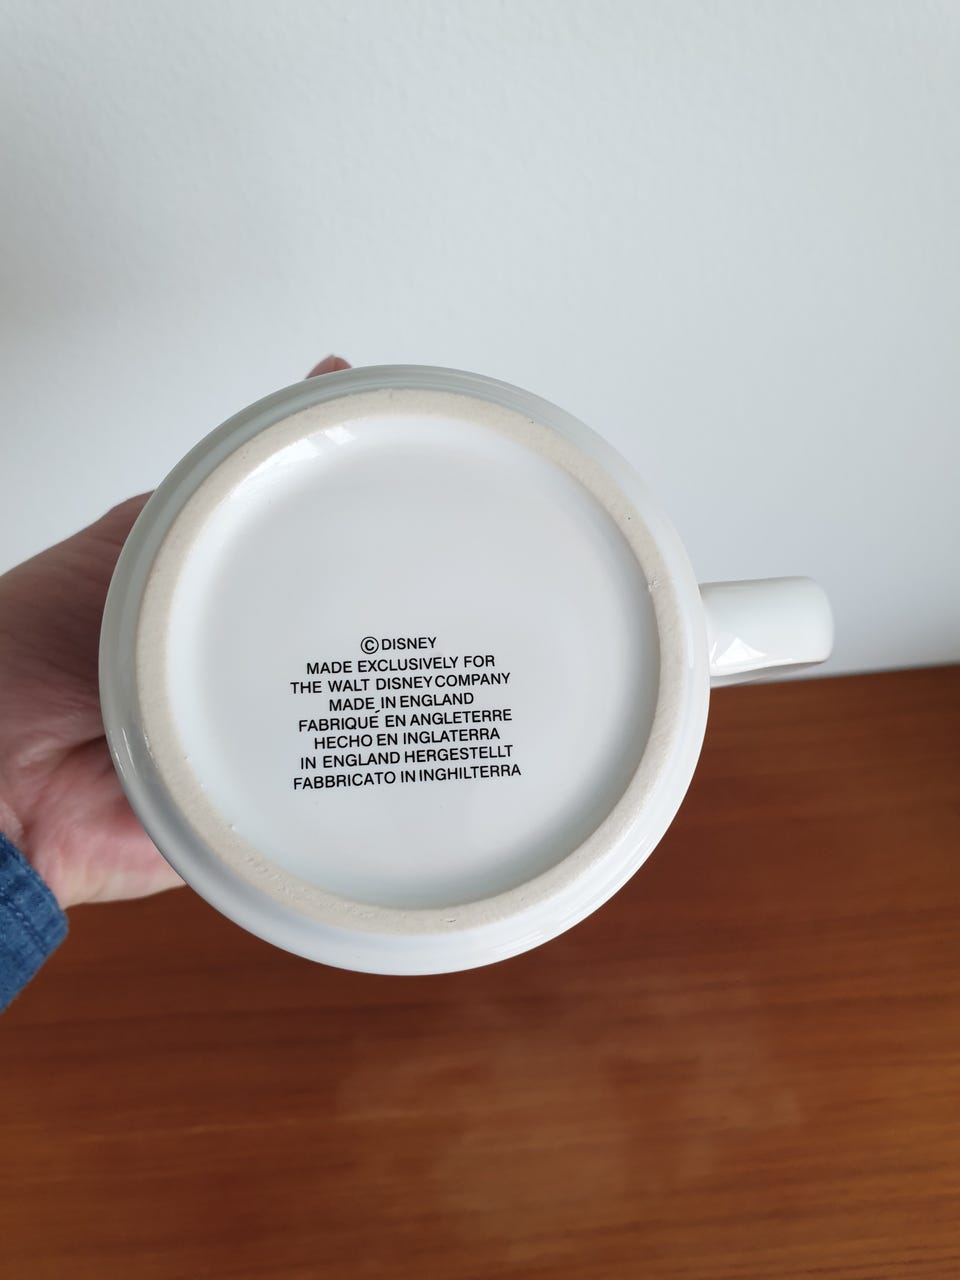 © DISNEY
MADE EXCLUSIVELY FOR
THE WALT DISNEY COMPANY
MADE IN ENGLAND
FABRIQUÉ EN ANGLETERRE
HECHO EN INGLATERRA
IN ENGLAND HERGESTELLT
FABBRICATO IN INGHILTERRA